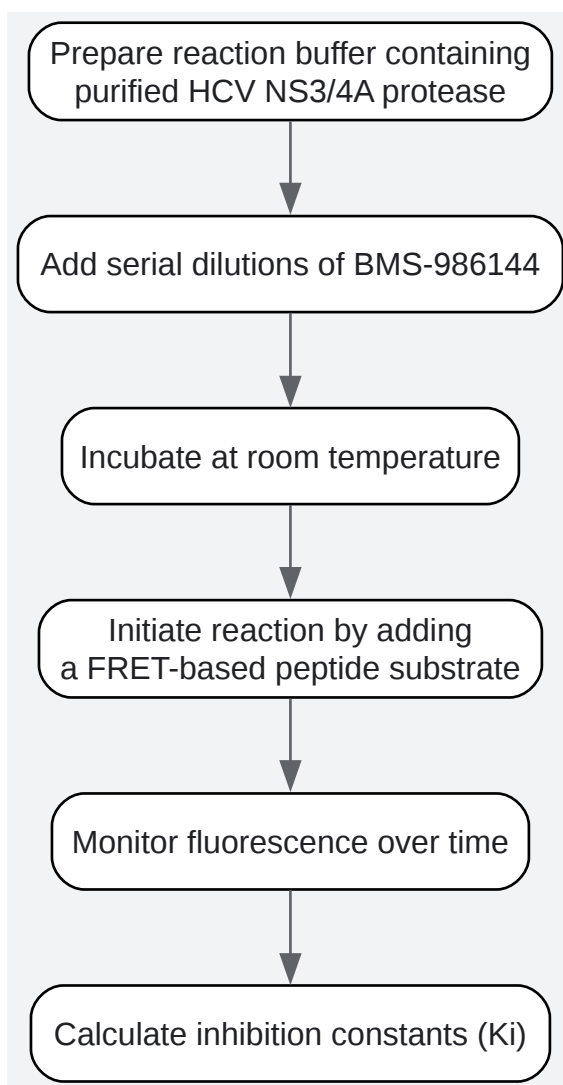 Prepare reaction buffer containing
purified HCV NS3/4A protease
Add serial dilutions of BMS-986144
Incubate at room temperature
Initiate reaction by adding
a FRET-based peptide substrate
Monitor fluorescence over time
Calculate inhibition constants (Ki)